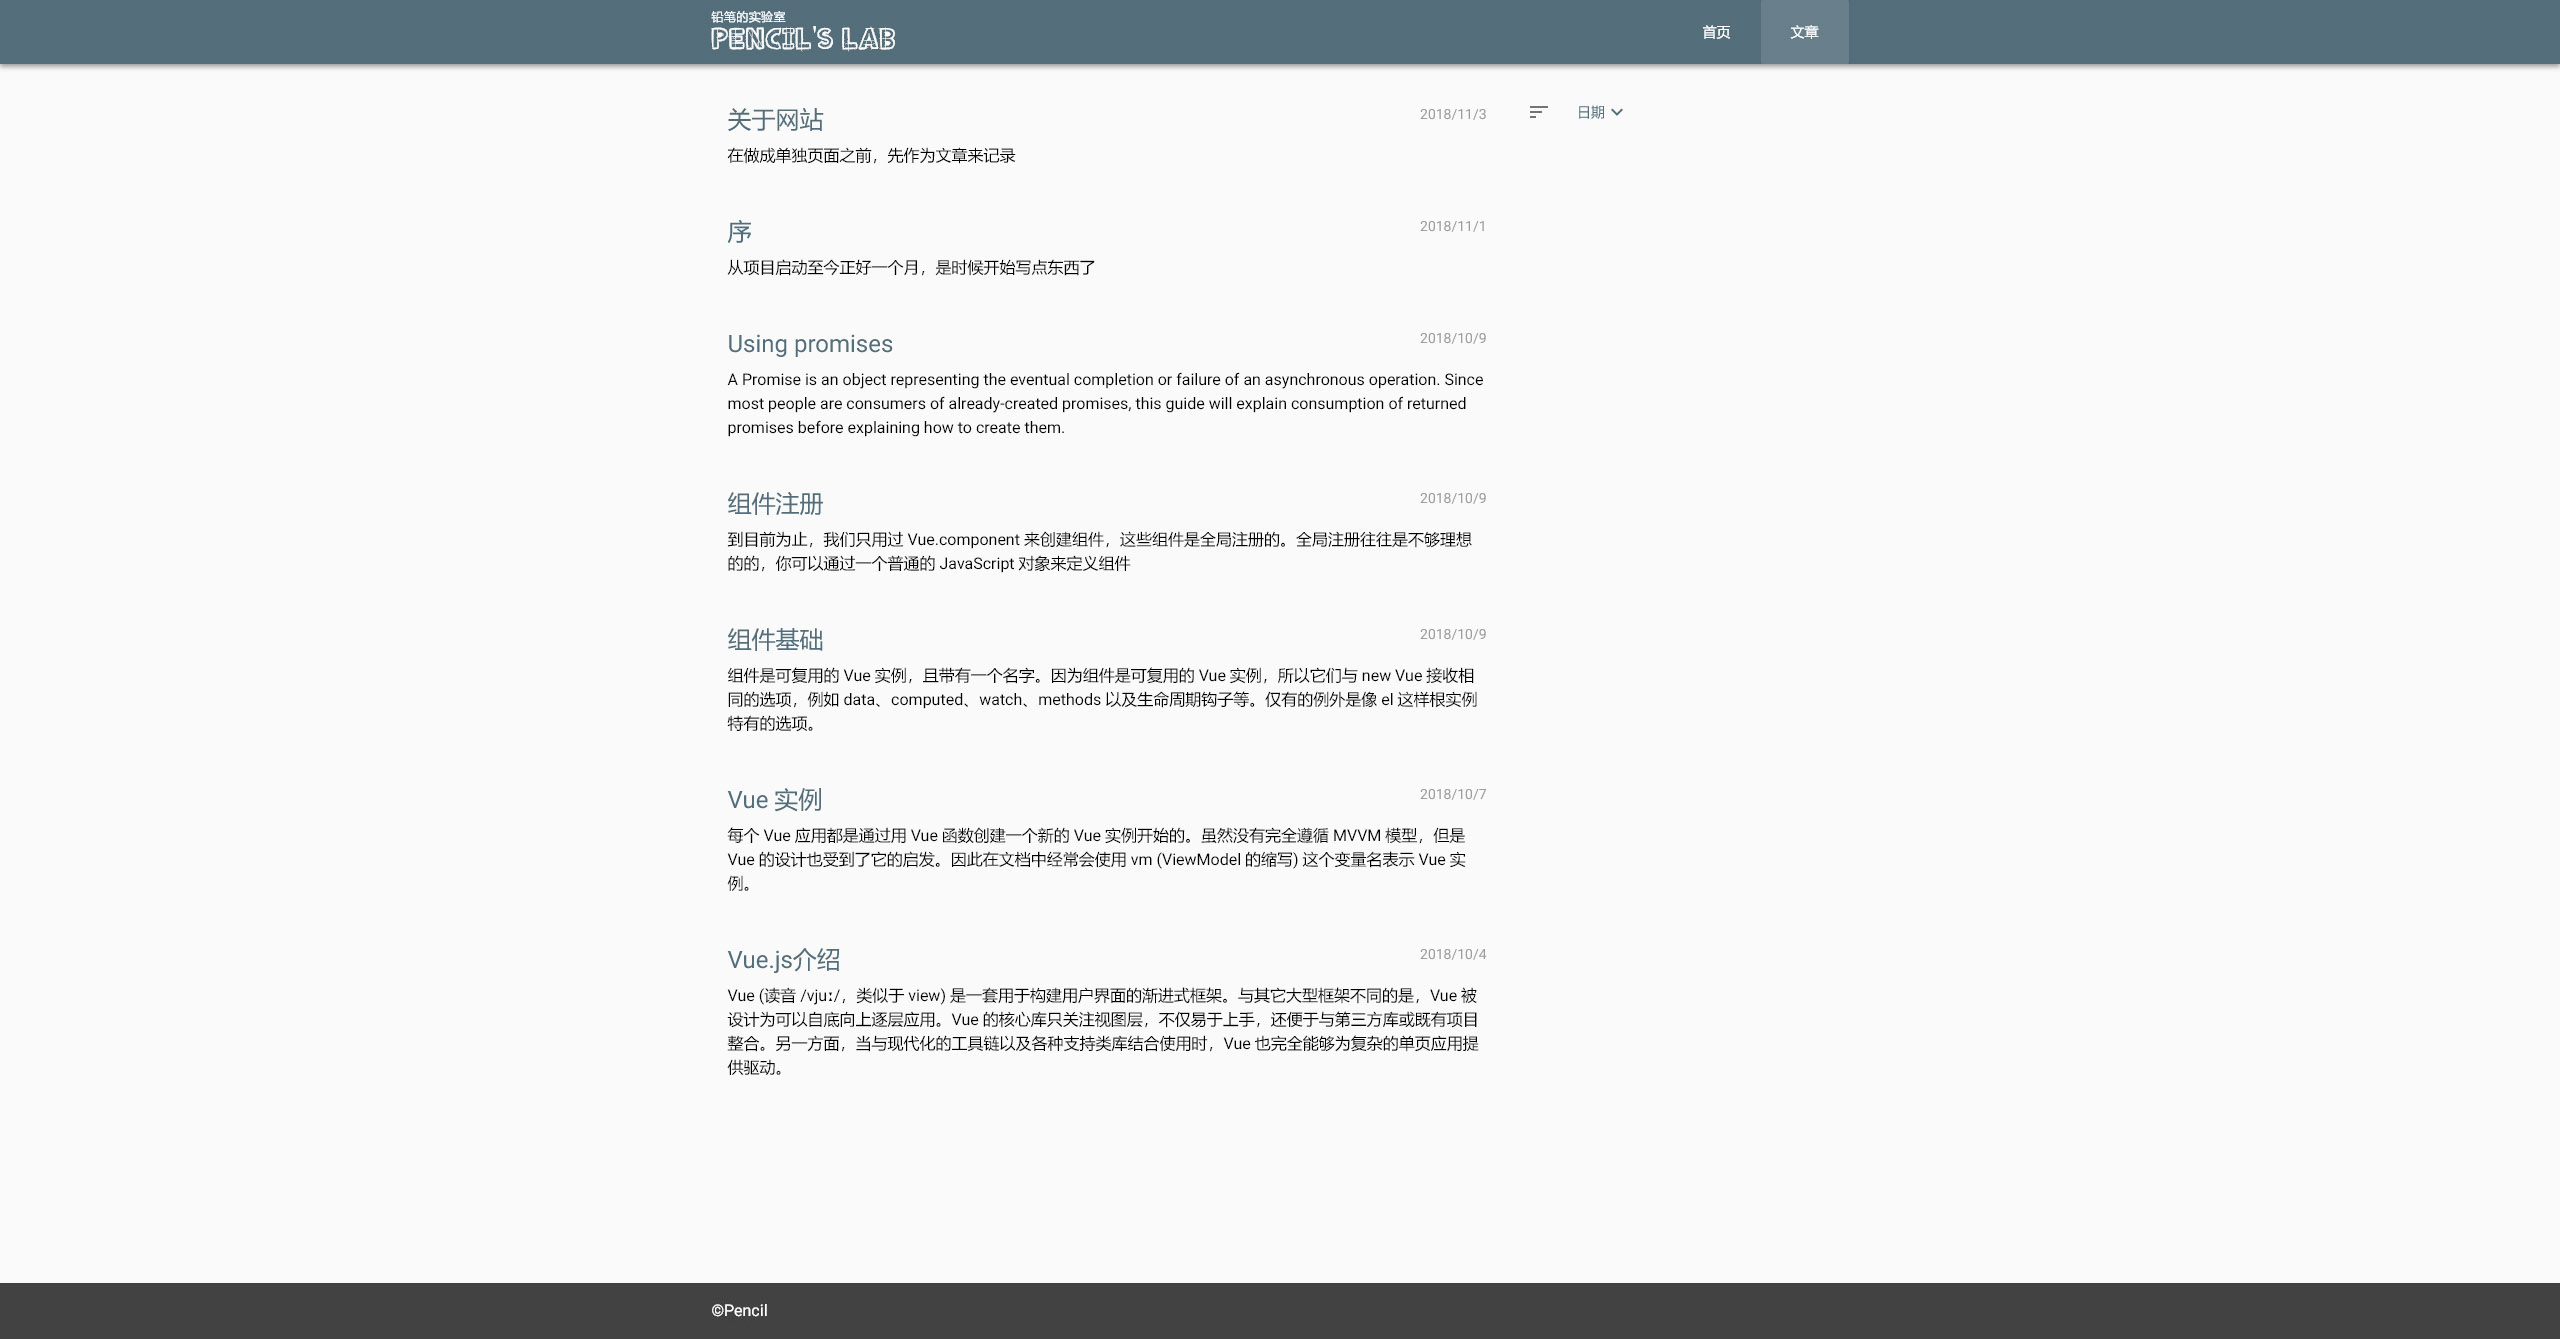 铅笔的实验室
PENCIL'S LAB
首页
文章
关于网站
2018/11/3
日期
在做成单独页面之前，先作为文章来记录
序
2018/11/1
从项目启动至今正好一个月，是时候开始写点东西了
Using promises
2018/10/9
A Promise is an object representing the eventual completion or failure of an asynchronous operation. Since
most people are consumers of already-created promises, this guide will explain consumption of returned
promises before explaining how to create them.
组件注册
2018/10/9
到目前为止，我们只用过 Vue.component 来创建组件，这些组件是全局注册的。全局注册往往是不够理想
的的，你可以通过一个普通的 JavaScript 对象来定义组件
组件基础
2018/10/9
组件是可复用的 Vue 实例，且带有一个名字。因为组件是可复用的 Vue 实例，所以它们与 new Vue 接收相
同的选项，例如 data、computed、watch、methods 以及生命周期钩子等。仅有的例外是像 el 这样根实例
特有的选项。
Vue 实例
2018/10/7
每个 Vue 应用都是通过用 Vue 函数创建一个新的 Vue 实例开始的。虽然没有完全遵循 MVVM 模型，但是
Vue 的设计也受到了它的启发。因此在文档中经常会使用 vm (ViewModel 的缩写) 这个变量名表示 Vue 实
例。
Vue.js介绍
2018/10/4
Vue (读音 /vjuː/，类似于 view) 是一套用于构建用户界面的渐进式框架。与其它大型框架不同的是，Vue 被
设计为可以自底向上逐层应用。Vue 的核心库只关注视图层，不仅易于上手，还便于与第三方库或既有项目
整合。另一方面，当与现代化的工具链以及各种支持类库结合使用时，Vue 也完全能够为复杂的单页应用提
供驱动。
©Pencil